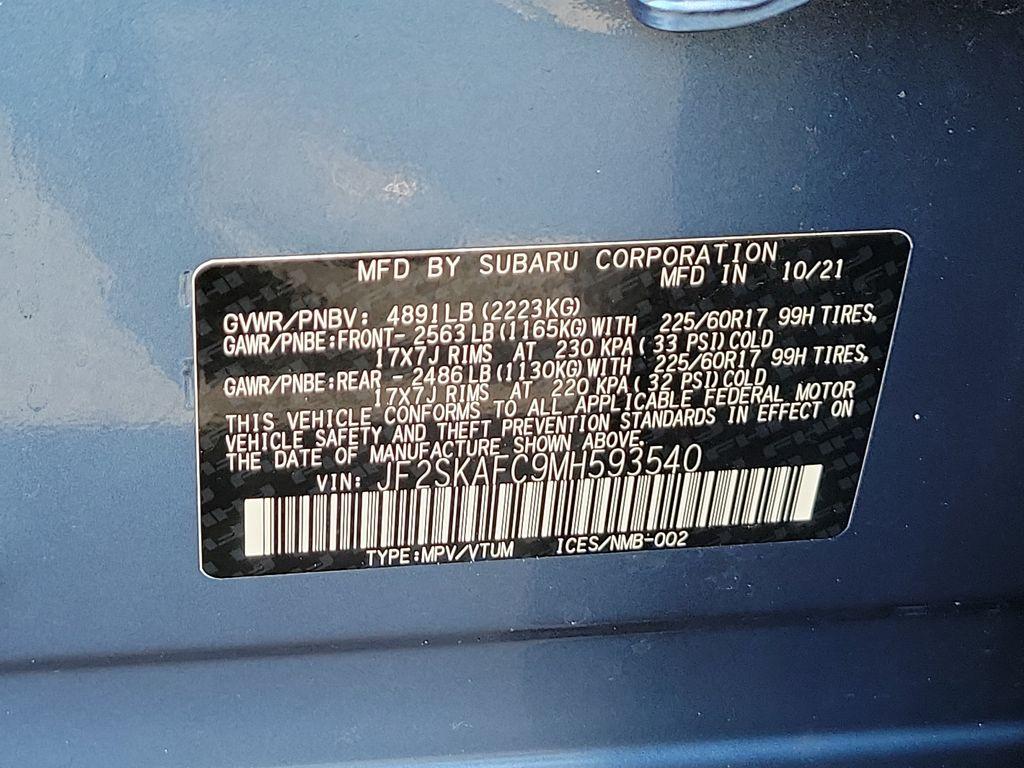 MFD BY SUBARU CORPORATION
MFD IN 10/21
GVWR/PNBV: 4891LB (2223KG)
GAWR/PNBE:FRONT- 2563LB (1165KG) WITH 225/60R17 99H TIRES,
17X7J RIMS AT 230 KPA ( 33 PSI) COLD
GAWR/PNBE:REAR - 2486LB (1130KG) WITH 225/60R17 99H TIRES,
17X7J RIMS AT 220 KPA ( 32 PSI) COLD
THIS VEHICLE CONFORMS TO ALL APPLICABLE FEDERAL MOTOR
VEHICLE SAFETY AND THEFT PREVENTION STANDARDS IN EFFECT ON
THE DATE OF MANUFACTURE SHOWN ABOVE.
VIN: JF2SKAFC9MH593540
TYPE:MPV/VTUM ICES/NMB-002